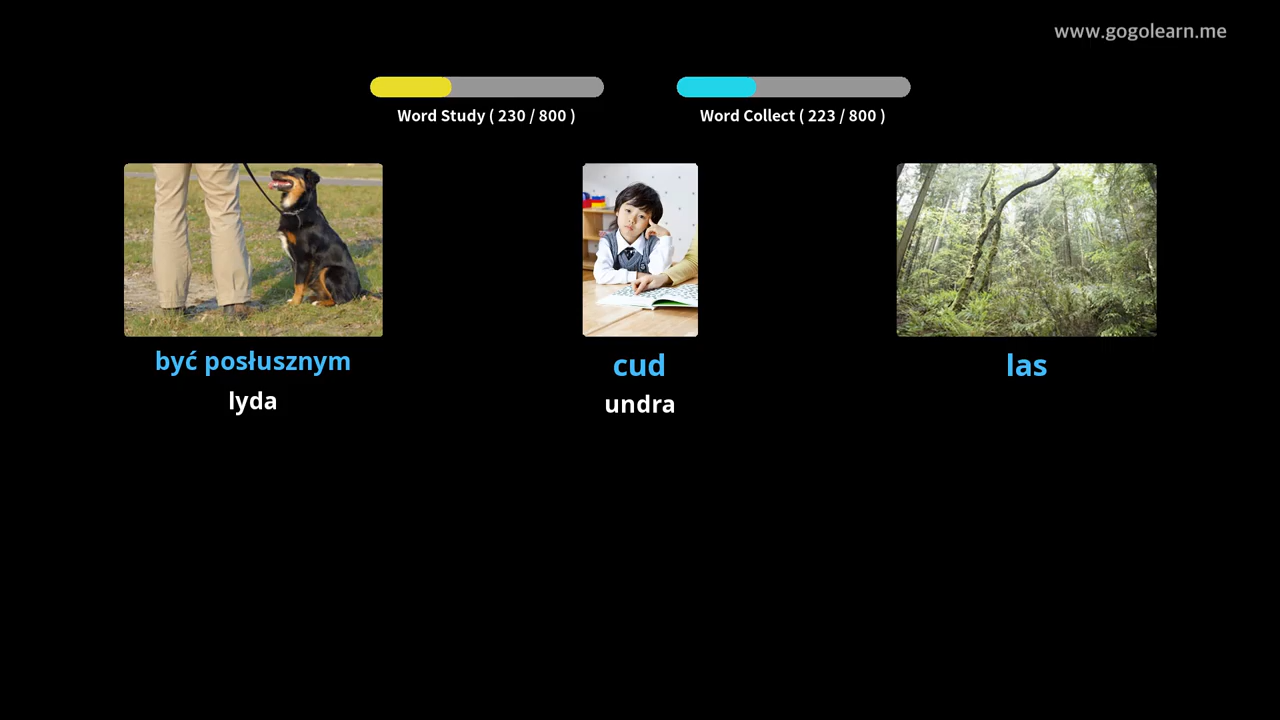 www.gogolearn.me
Word Study ( 230 / 800 )
Word Collect ( 223 / 800 )
być posłusznym
lyda
cud
undra
las